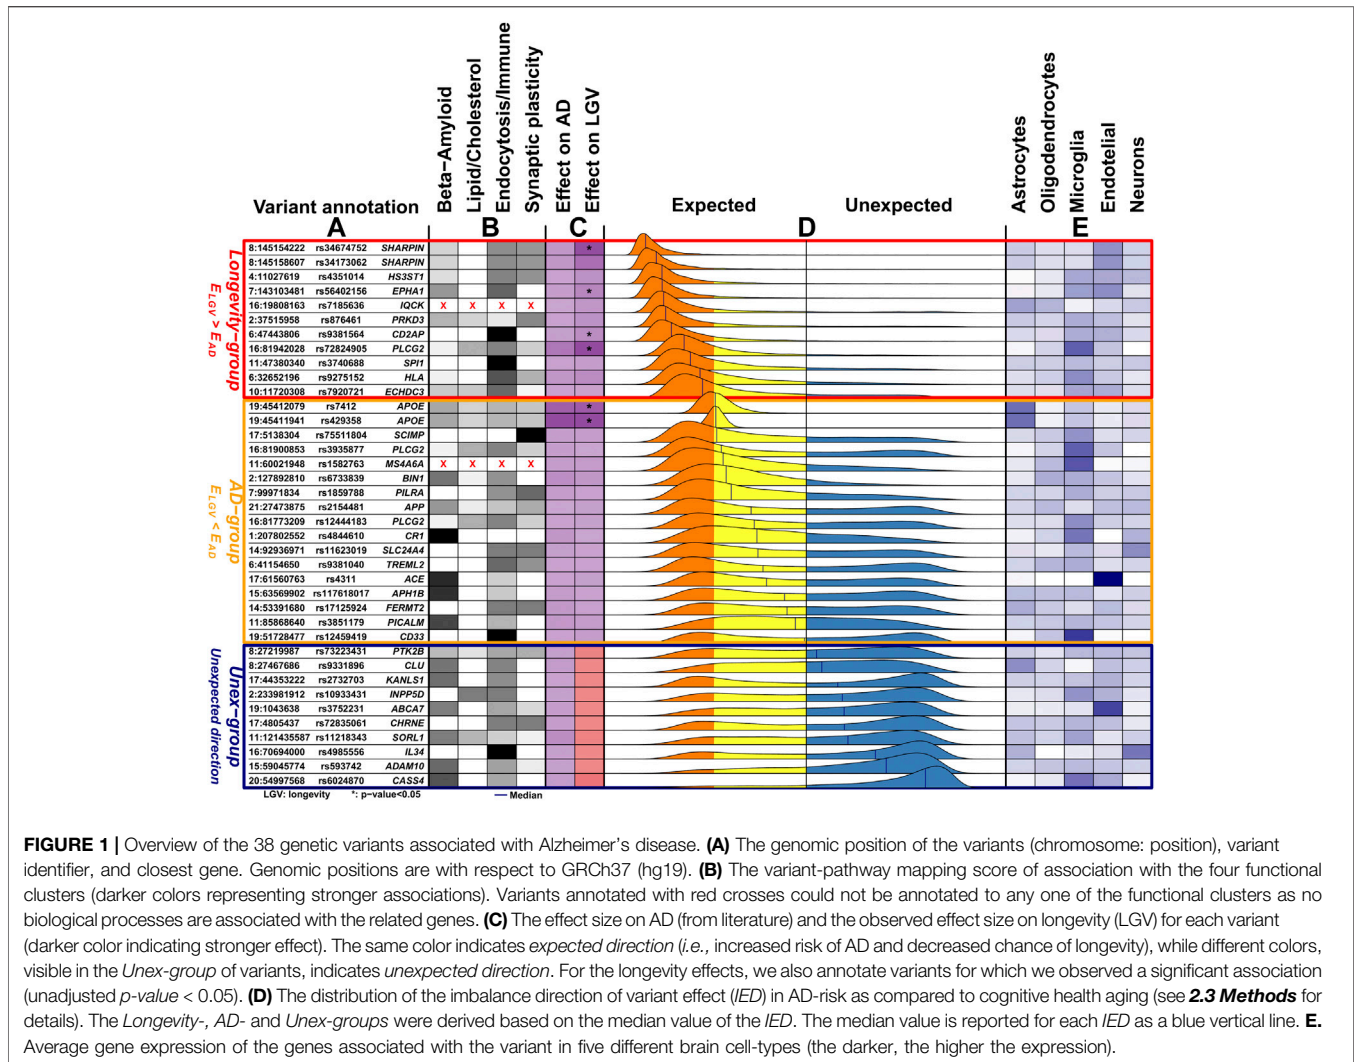 Beta−Amyloid
Lipid/Cholesterol
Endocytosis/Immune
Synaptic plasticity
Effect on AD
Effect on LGV
Astrocytes
Oligodendrocytes
Microglia
Endotelial
Neurons
Variant annotation
Expected
Unexpected
A
B
C
D
E
Longevity−group
E LGV > E AD
8:145154222 rs34674752 SHARPIN *
8:145158607 rs34173062 SHARPIN
4:11027619 rs4351014 HS3ST1
7:143103481 rs56402156 EPHA1 *
16:19808163 rs7185636 IQCK X X X X
2:37515958 rs876461 PRKD3
6:47443806 rs9381564 CD2AP *
16:81942028 rs72824905 PLCG2 *
11:47380340 rs3740688 SPI1
6:32652196 rs9275152 HLA
10:11720308 rs7920721 ECHDC3
AD−group
E LGV < E AD
19:45412079 rs7412 APOE *
19:45411941 rs429358 APOE *
17:5138304 rs75511804 SCIMP
16:81900853 rs3935877 PLCG2
11:60021948 rs1582763 MS4A6A X X X X
2:127892810 rs6733839 BIN1
7:99971834 rs1859788 PILRA
21:27473875 rs2154481 APP
16:81773209 rs12444183 PLCG2
1:207802552 rs4844610 CR1
14:92936971 rs11623019 SLC24A4
6:41154650 rs9381040 TREML2
17:61560763 rs4311 ACE
15:63569902 rs117618017 APH1B
14:53391680 rs17125924 FERMT2
11:85868640 rs3851179 PICALM
19:51728477 rs12459419 CD33
Unex−group
Unexpected direction
8:27219987 rs73223431 PTK2B
8:27467686 rs9331896 CLU
17:44353222 rs2732703 KANLS1
2:233981912 rs10933431 INPP5D
19:1043638 rs3752231 ABCA7
17:4805437 rs72835061 CHRNE
11:121435587 rs11218343 SORL1
16:70694000 rs4985556 IL34
15:59045774 rs593742 ADAM10
20:54997568 rs6024870 CASS4
LGV: longevity *: p−value<0.05 — Median
FIGURE 1 | Overview of the 38 genetic variants associated with Alzheimer's disease. (A) The genomic position of the variants (chromosome: position), variant
identifier, and closest gene. Genomic positions are with respect to GRCh37 (hg19). (B) The variant-pathway mapping score of association with the four functional
clusters (darker colors representing stronger associations). Variants annotated with red crosses could not be annotated to any one of the functional clusters as no
biological processes are associated with the related genes. (C) The effect size on AD (from literature) and the observed effect size on longevity (LGV) for each variant
(darker color indicating stronger effect). The same color indicates expected direction (i.e., increased risk of AD and decreased chance of longevity), while different colors,
visible in the Unex-group of variants, indicates unexpected direction. For the longevity effects, we also annotate variants for which we observed a significant association
(unadjusted p-value < 0.05). (D) The distribution of the imbalance direction of variant effect (IED) in AD-risk as compared to cognitive health aging (see 2.3 Methods for
details). The Longevity-, AD- and Unex-groups were derived based on the median value of the IED. The median value is reported for each IED as a blue vertical line. E.
Average gene expression of the genes associated with the variant in five different brain cell-types (the darker, the higher the expression).